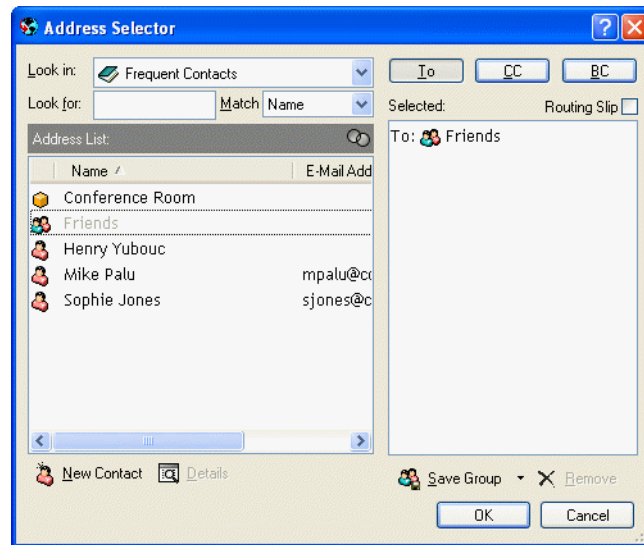 Address Selector
Look in: Frequent Contacts
To CC BC
Look for: Match Name
Selected: Routing Slip
Address List:
To: Friends
Name E-Mail Add
Conference Room
Friends
Henry Yubouc
Mike Palu mpalu@co
Sophie Jones sjones@c
New Contact Details
Save Group Remove
OK Cancel